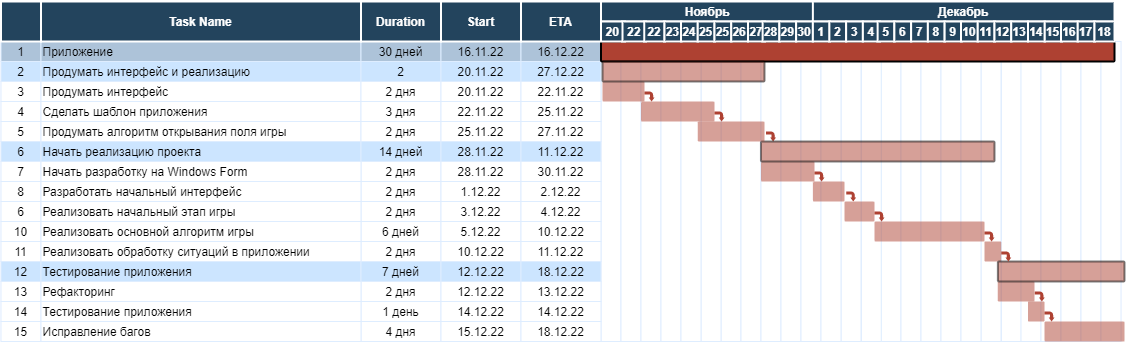 Task Name Duration Start ETA Ноябрь Декабрь
20 22 22 23 24 25 25 26 27 28 29 30 1 2 3 4 5 6 7 8 9 10 11 12 13 14 15 16 17 18
1 Приложение 30 дней 16.11.22 16.12.22
2 Продумать интерфейс и реализацию 2 20.11.22 27.12.22
3 Продумать интерфейс 2 дня 20.11.22 22.11.22
4 Сделать шаблон приложения 3 дня 22.11.22 25.11.22
5 Продумать алгоритм открывания поля игры 2 дня 25.11.22 27.11.22
6 Начать реализацию проекта 14 дней 28.11.22 11.12.22
7 Начать разработку на Windows Form 2 дня 28.11.22 30.11.22
8 Разработать начальный интерфейс 2 дня 1.12.22 2.12.22
6 Реализовать начальный этап игры 2 дня 3.12.22 4.12.22
10 Реализовать основной алгоритм игры 6 дней 5.12.22 10.12.22
11 Реализовать обработку ситуаций в приложении 2 дня 10.12.22 11.12.22
12 Тестирование приложения 7 дней 12.12.22 18.12.22
13 Рефакторинг 2 дня 12.12.22 13.12.22
14 Тестирование приложения 1 день 14.12.22 14.12.22
15 Исправление багов 4 дня 15.12.22 18.12.22